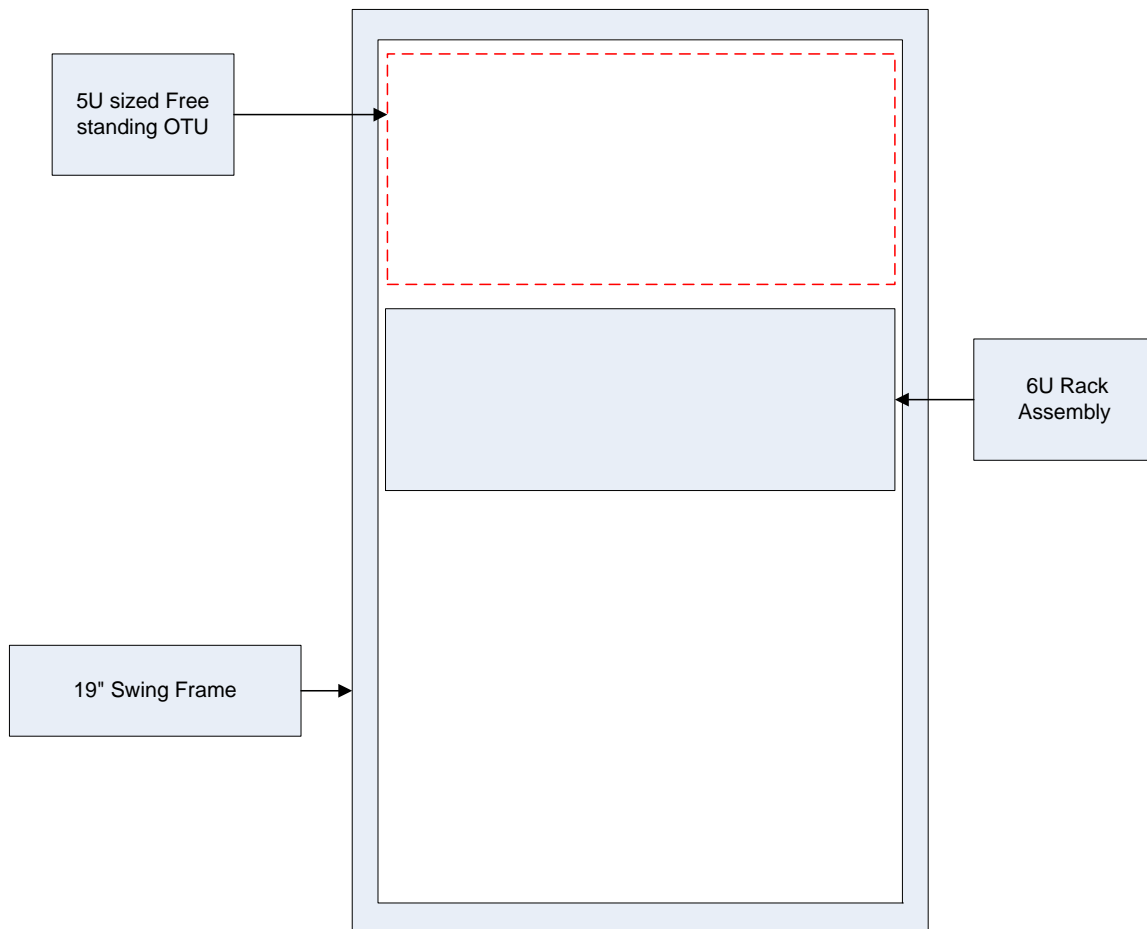 5U sized Free
standing OTU
6U Rack
Assembly
19" Swing Frame